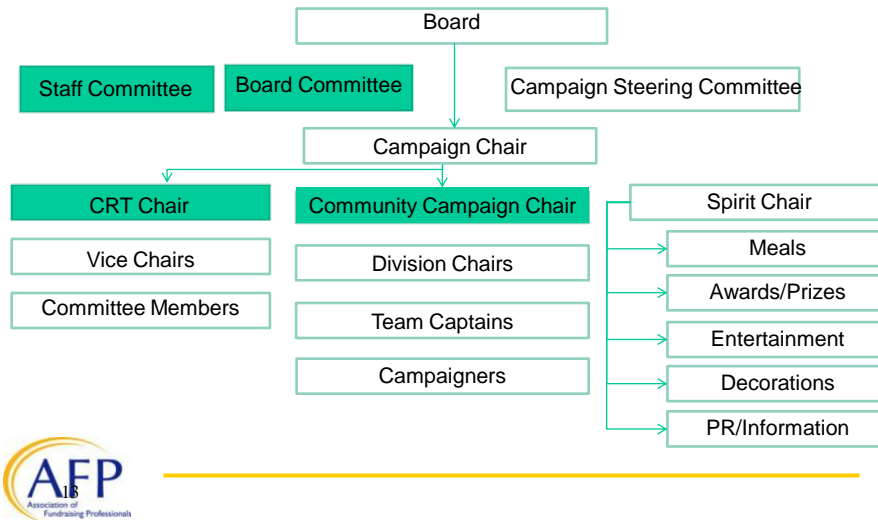 Board
Staff Committee
Board Committee
Campaign Steering Committee
Campaign Chair
CRT Chair
Community Campaign Chair
Spirit Chair
Vice Chairs
Division Chairs
Meals
Committee Members
Team Captains
Awards/Prizes
Entertainment
Campaigners
Decorations
PR/Information
AFP
13
Association of
Fundraising Professionals